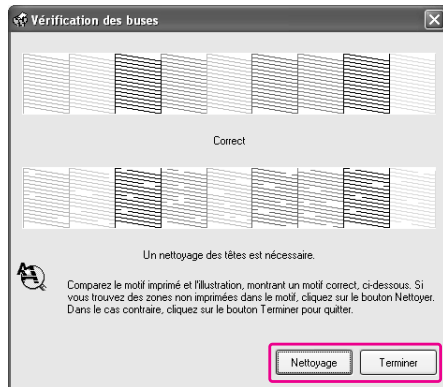 Vérification des buses
Correct
Un nettoyage des têtes est nécessaire.
Comparez le motif imprimé et l'illustration, montrant un motif correct, ci-dessous. Si
vous trouvez des zones non imprimées dans le motif, cliquez sur le bouton Nettoyer.
Dans le cas contraire, cliquez sur le bouton Terminer pour quitter.
Nettoyage
Terminer